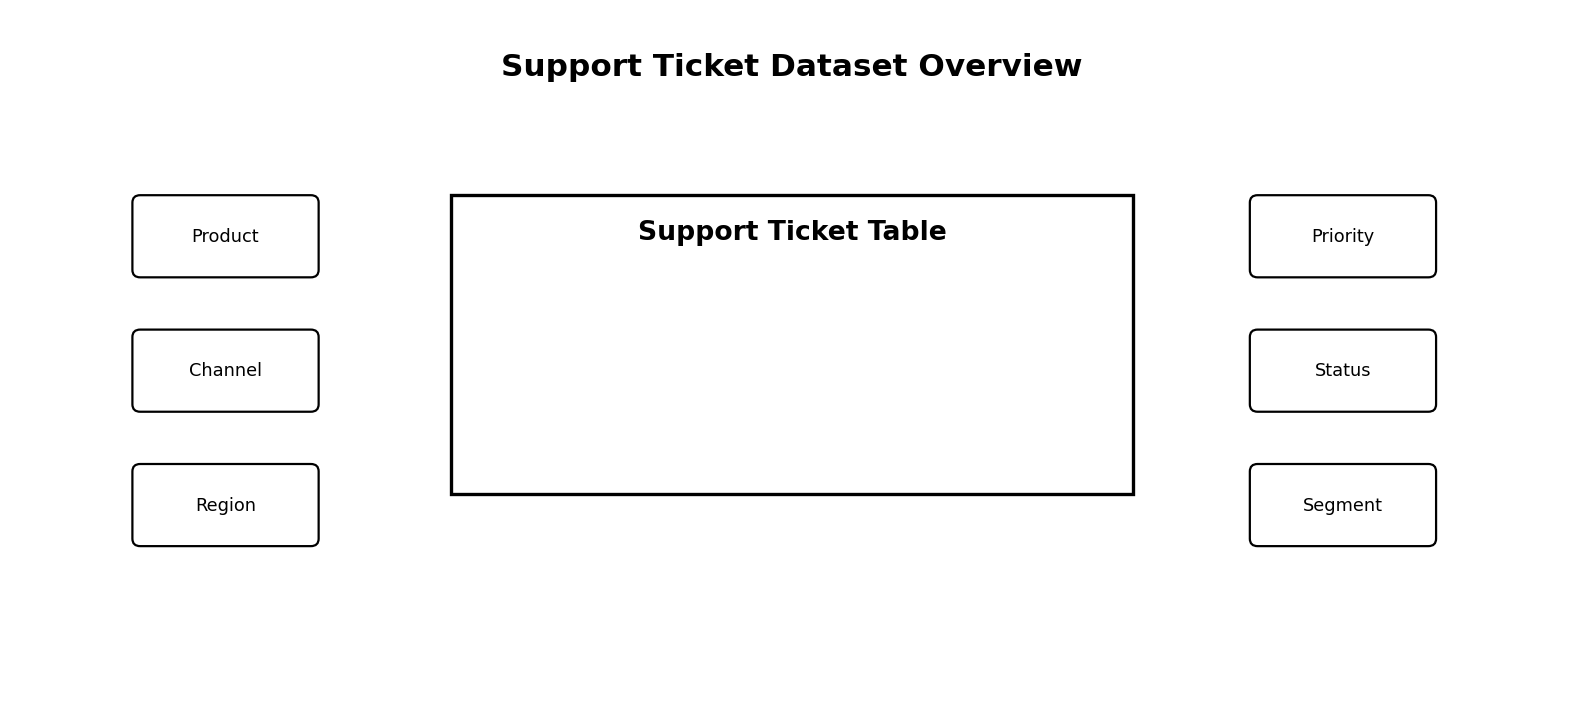 Support Ticket Dataset Overview
Product
Channel
Region
Support Ticket Table
Priority
Status
Segment